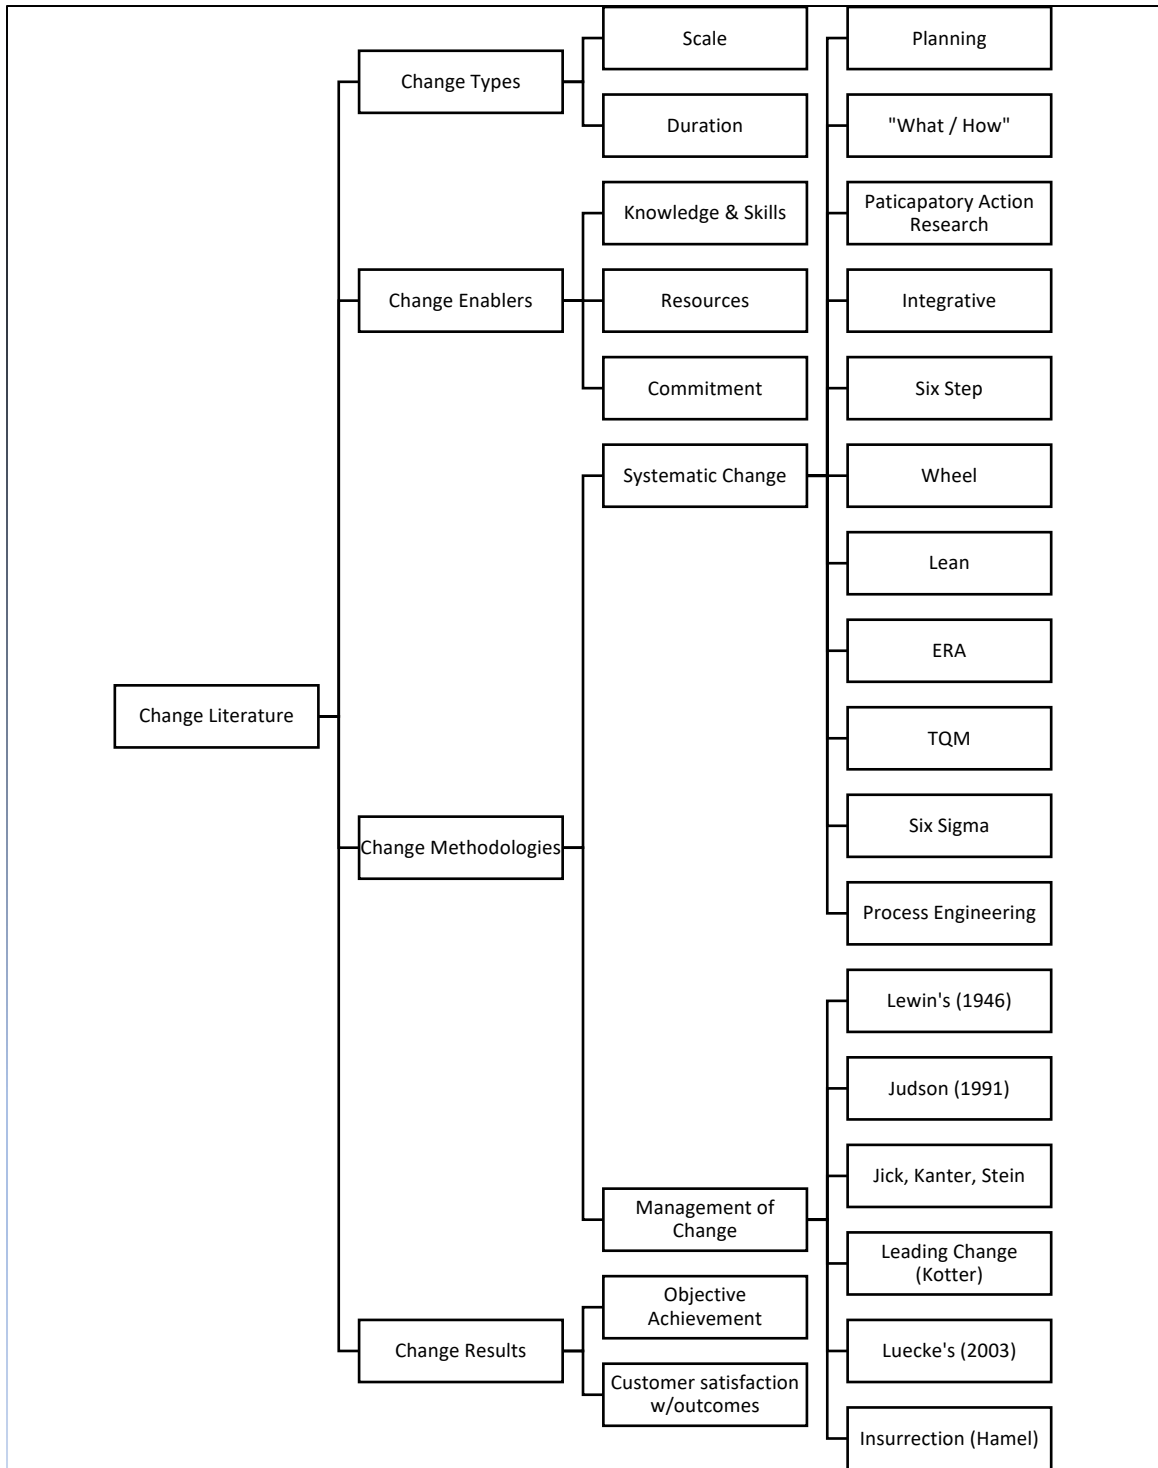 Change Literature
Change Types
Scale
Duration
Change Enablers
Knowledge & Skills
Resources
Commitment
Change Methodologies
Systematic Change
Planning
"What / How"
Paticapatory Action
Research
Integrative
Six Step
Wheel
Lean
ERA
TQM
Six Sigma
Process Engineering
Management of
Change
Lewin's (1946)
Judson (1991)
Jick, Kanter, Stein
Leading Change
(Kotter)
Luecke's (2003)
Insurrection (Hamel)
Change Results
Objective
Achievement
Customer satisfaction
w/outcomes